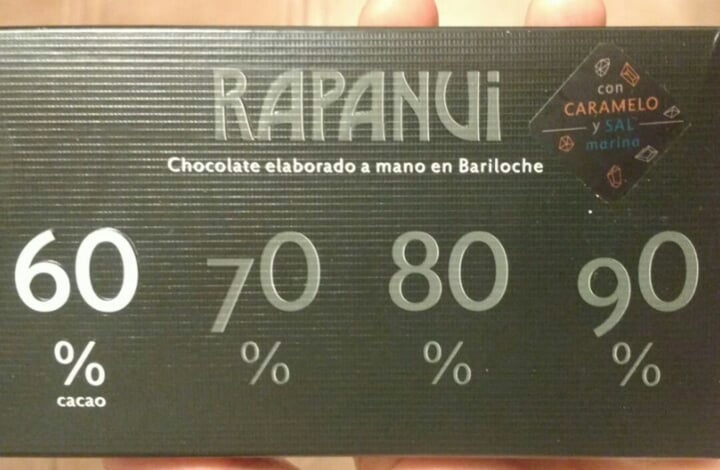 RAPANUi
Chocolate elaborado a mano en Bariloche
con
CARAMELO
y SAL
marina
60 70 80 90
% % % %
cacao